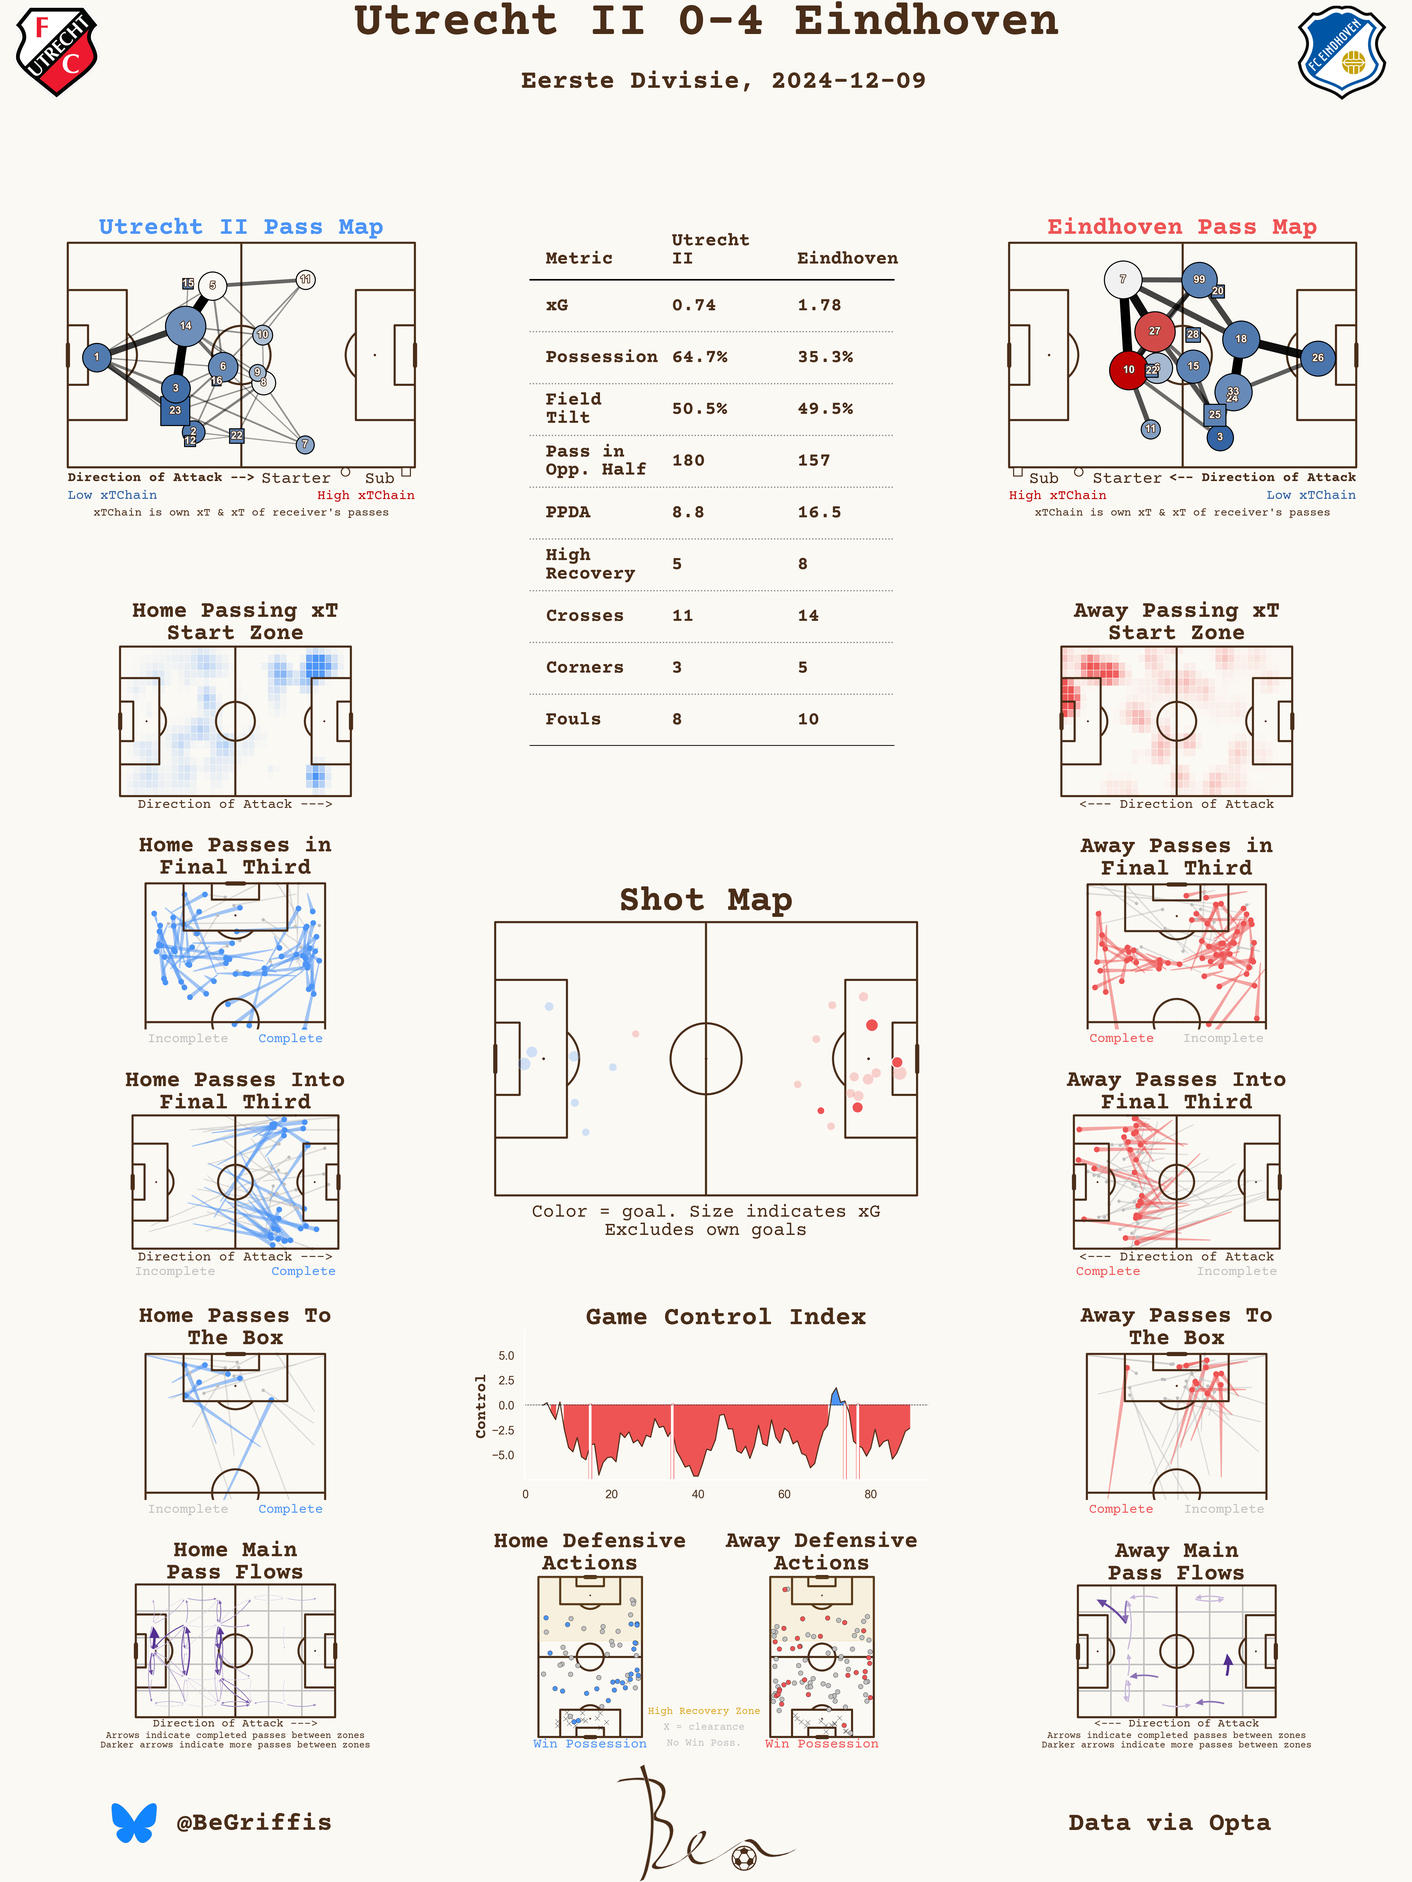 Utrecht II 0-4 Eindhoven
Eerste Divisie, 2024-12-09
F
UTRECHT
C
FC EINDHOVEN
Utrecht II Pass Map
15
5
11
14
10
1
6
9
8
16
3
23
2
12
22
7
Direction of Attack --> Starter Sub
Low xTChain High xTChain
xTChain is own xT & xT of receiver's passes
Metric Utrecht II Eindhoven
xG 0.74 1.78
Possession 64.7% 35.3%
Field Tilt 50.5% 49.5%
Pass in Opp. Half 180 157
PPDA 8.8 16.5
High Recovery 5 8
Crosses 11 14
Corners 3 5
Fouls 8 10
Eindhoven Pass Map
7
99
20
27
28
18
26
10
22
15
33
24
25
11
3
Sub Starter <-- Direction of Attack
High xTChain Low xTChain
xTChain is own xT & xT of receiver's passes
Home Passing xT
Start Zone
Direction of Attack --->
Away Passing xT
Start Zone
<--- Direction of Attack
Home Passes in
Final Third
Incomplete Complete
Away Passes in
Final Third
Complete Incomplete
Shot Map
Color = goal. Size indicates xG
Excludes own goals
Home Passes Into
Final Third
Direction of Attack --->
Incomplete Complete
Away Passes Into
Final Third
<--- Direction of Attack
Complete Incomplete
Home Passes To
The Box
Incomplete Complete
Game Control Index
Control
5.0
2.5
0.0
−2.5
−5.0
0 20 40 60 80
Away Passes To
The Box
Complete Incomplete
Home Main
Pass Flows
Direction of Attack --->
Arrows indicate completed passes between zones
Darker arrows indicate more passes between zones
Home Defensive
Actions
Win Possession
High Recovery Zone
X = clearance
No Win Poss.
Away Defensive
Actions
Win Possession
Away Main
Pass Flows
<--- Direction of Attack
Arrows indicate completed passes between zones
Darker arrows indicate more passes between zones
@BeGriffis
Ben
Data via Opta